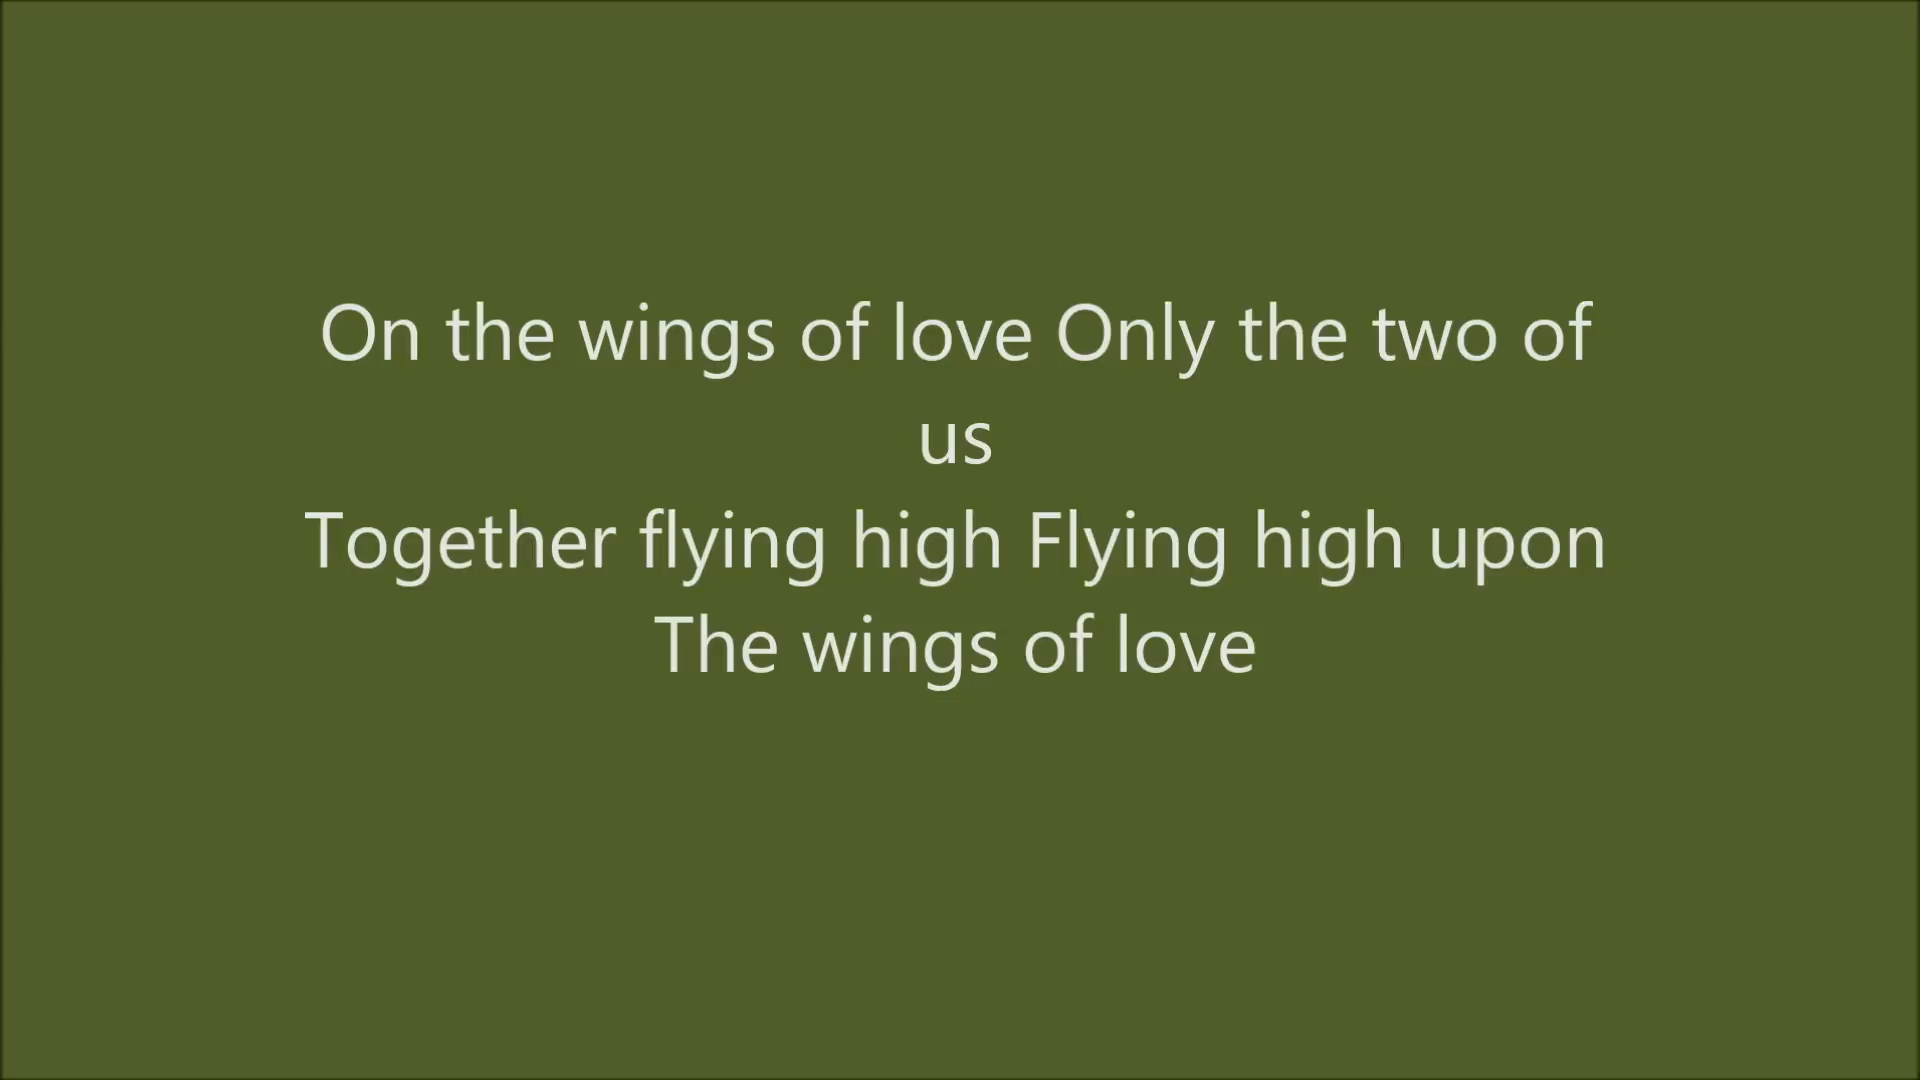 On the wings of love Only the two of
us
Together flying high Flying high upon
The wings of love